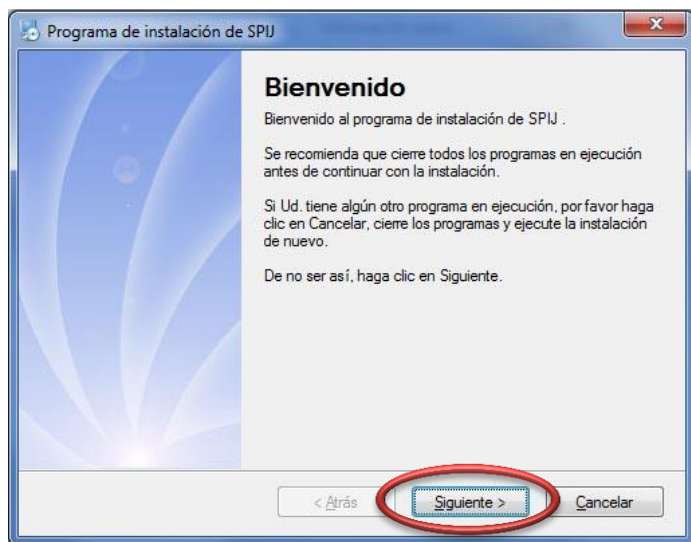 Programa de instalación de SPIJ
Bienvenido
Bienvenido al programa de instalación de SPIJ .
Se recomienda que cierre todos los programas en ejecución
antes de continuar con la instalación.
Si Ud. tiene algún otro programa en ejecución, por favor haga
clic en Cancelar, cierre los programas y ejecute la instalación
de nuevo.
De no ser así, haga clic en Siguiente.
< Atrás Siguiente > Cancelar